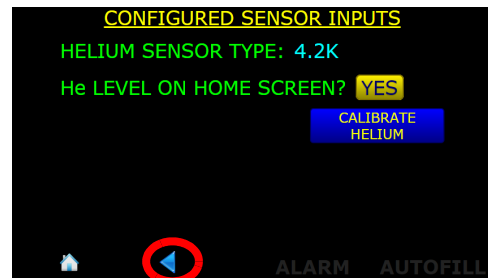 CONFIGURED SENSOR INPUTS
HELIUM SENSOR TYPE: 4.2K
He LEVEL ON HOME SCREEN? YES
CALIBRATE
HELIUM
ALARM AUTOFILL